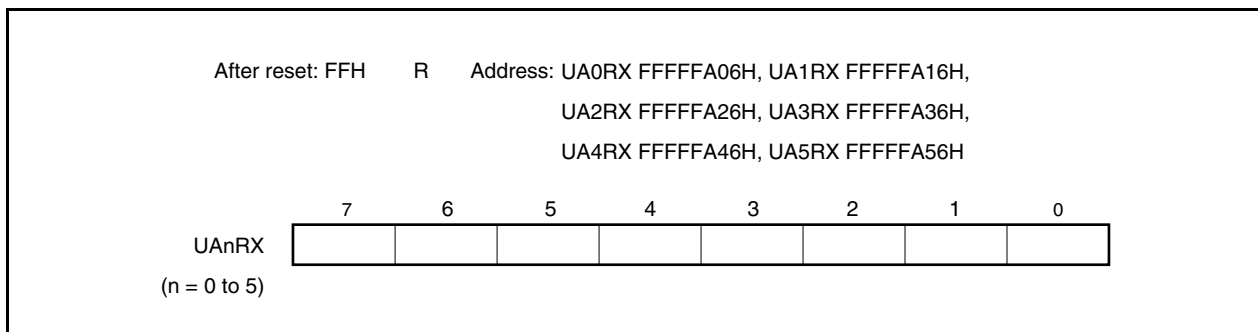 After reset: FFH R Address: UA0RX FFFFFA06H, UA1RX FFFFFA16H,
UA2RX FFFFFA26H, UA3RX FFFFFA36H,
UA4RX FFFFFA46H, UA5RX FFFFFA56H
7 6 5 4 3 2 1 0
UAnRX
(n = 0 to 5)